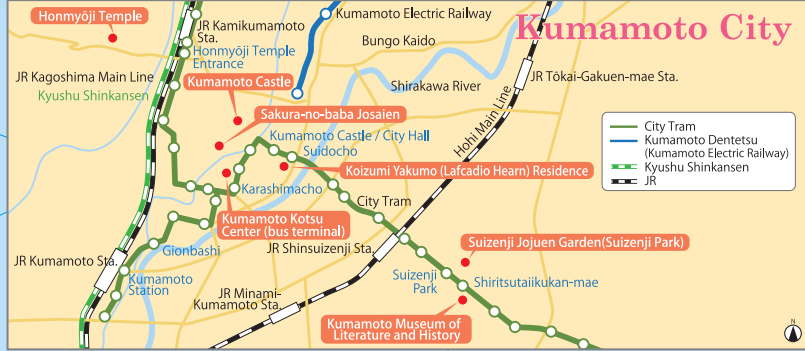 Kumamoto City
Honmyōji Temple
JR Kamikumamoto
Sta.
Honmyōji Temple
Entrance
Kumamoto Electric Railway
Bungo Kaido
JR Kagoshima Main Line
Kyushu Shinkansen
Kumamoto Castle
Shirakawa River
JR Tōkai-Gakuen-mae Sta.
Sakura-no-baba Josaien
Hohi Main Line
Kumamoto Castle / City Hall
Suidocho
Koizumi Yakumo (Lafcadio Hearn) Residence
City Tram
Kumamoto Dentetsu
(Kumamoto Electric Railway)
Kyushu Shinkansen
JR
Karashimacho
City Tram
Kumamoto Kotsu
Center (bus terminal)
Gionbashi
JR Shinsuizenji Sta.
Suizenji Jojuen Garden(Suizenji Park)
JR Kumamoto Sta.
Kumamoto
Station
Suizenji
Park
Shiritsutaiikukan-mae
JR Minami-
Kumamoto Sta.
Kumamoto Museum of
Literature and History
N